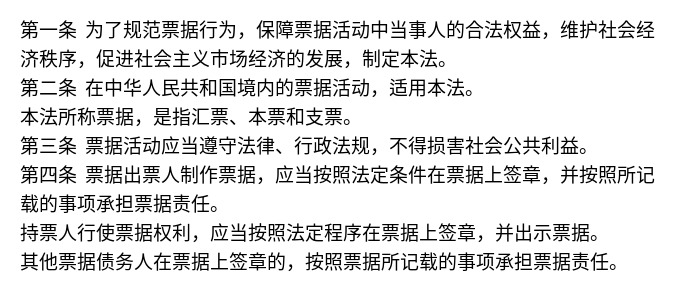 第一条 为了规范票据行为，保障票据活动中当事人的合法权益，维护社会经
济秩序，促进社会主义市场经济的发展，制定本法。
第二条 在中华人民共和国境内的票据活动，适用本法。
本法所称票据，是指汇票、本票和支票。
第三条 票据活动应当遵守法律、行政法规，不得损害社会公共利益。
第四条 票据出票人制作票据，应当按照法定条件在票据上签章，并按照所记
载的事项承担票据责任。
持票人行使票据权利，应当按照法定程序在票据上签章，并出示票据。
其他票据债务人在票据上签章的，按照票据所记载的事项承担票据责任。